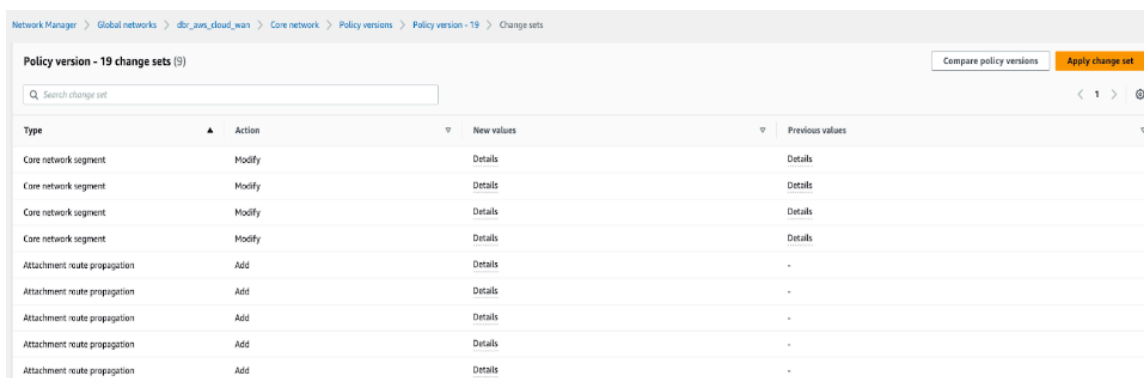 Network Manager > Global networks > dbr_aws_cloud_wan > Core network > Policy versions > Policy version - 19 > Change sets
Policy version - 19 change sets (9)
Compare policy versions
Apply change set
Search change set
< 1 >
Type Action New values Previous values
Core network segment Modify Details Details
Core network segment Modify Details Details
Core network segment Modify Details Details
Core network segment Modify Details Details
Attachment route propagation Add Details -
Attachment route propagation Add Details -
Attachment route propagation Add Details -
Attachment route propagation Add Details -
Attachment route propagation Add Details -